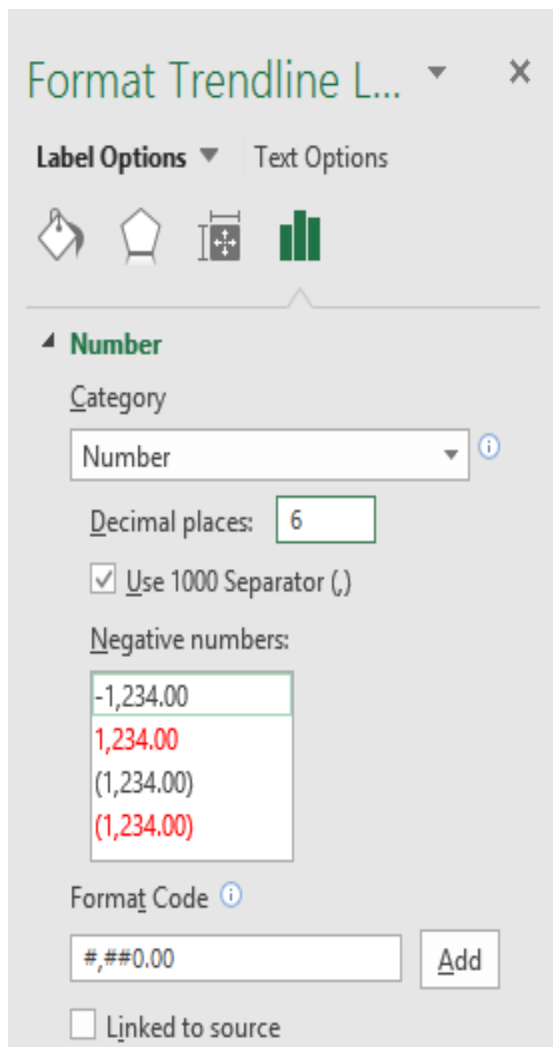 Format Trendline L...
Label Options Text Options
Number
Category
Number
Decimal places: 6
Use 1000 Separator (,)
Negative numbers:
-1,234.00
1,234.00
(1,234.00)
(1,234.00)
Format Code
#,##0.00 Add
Linked to source